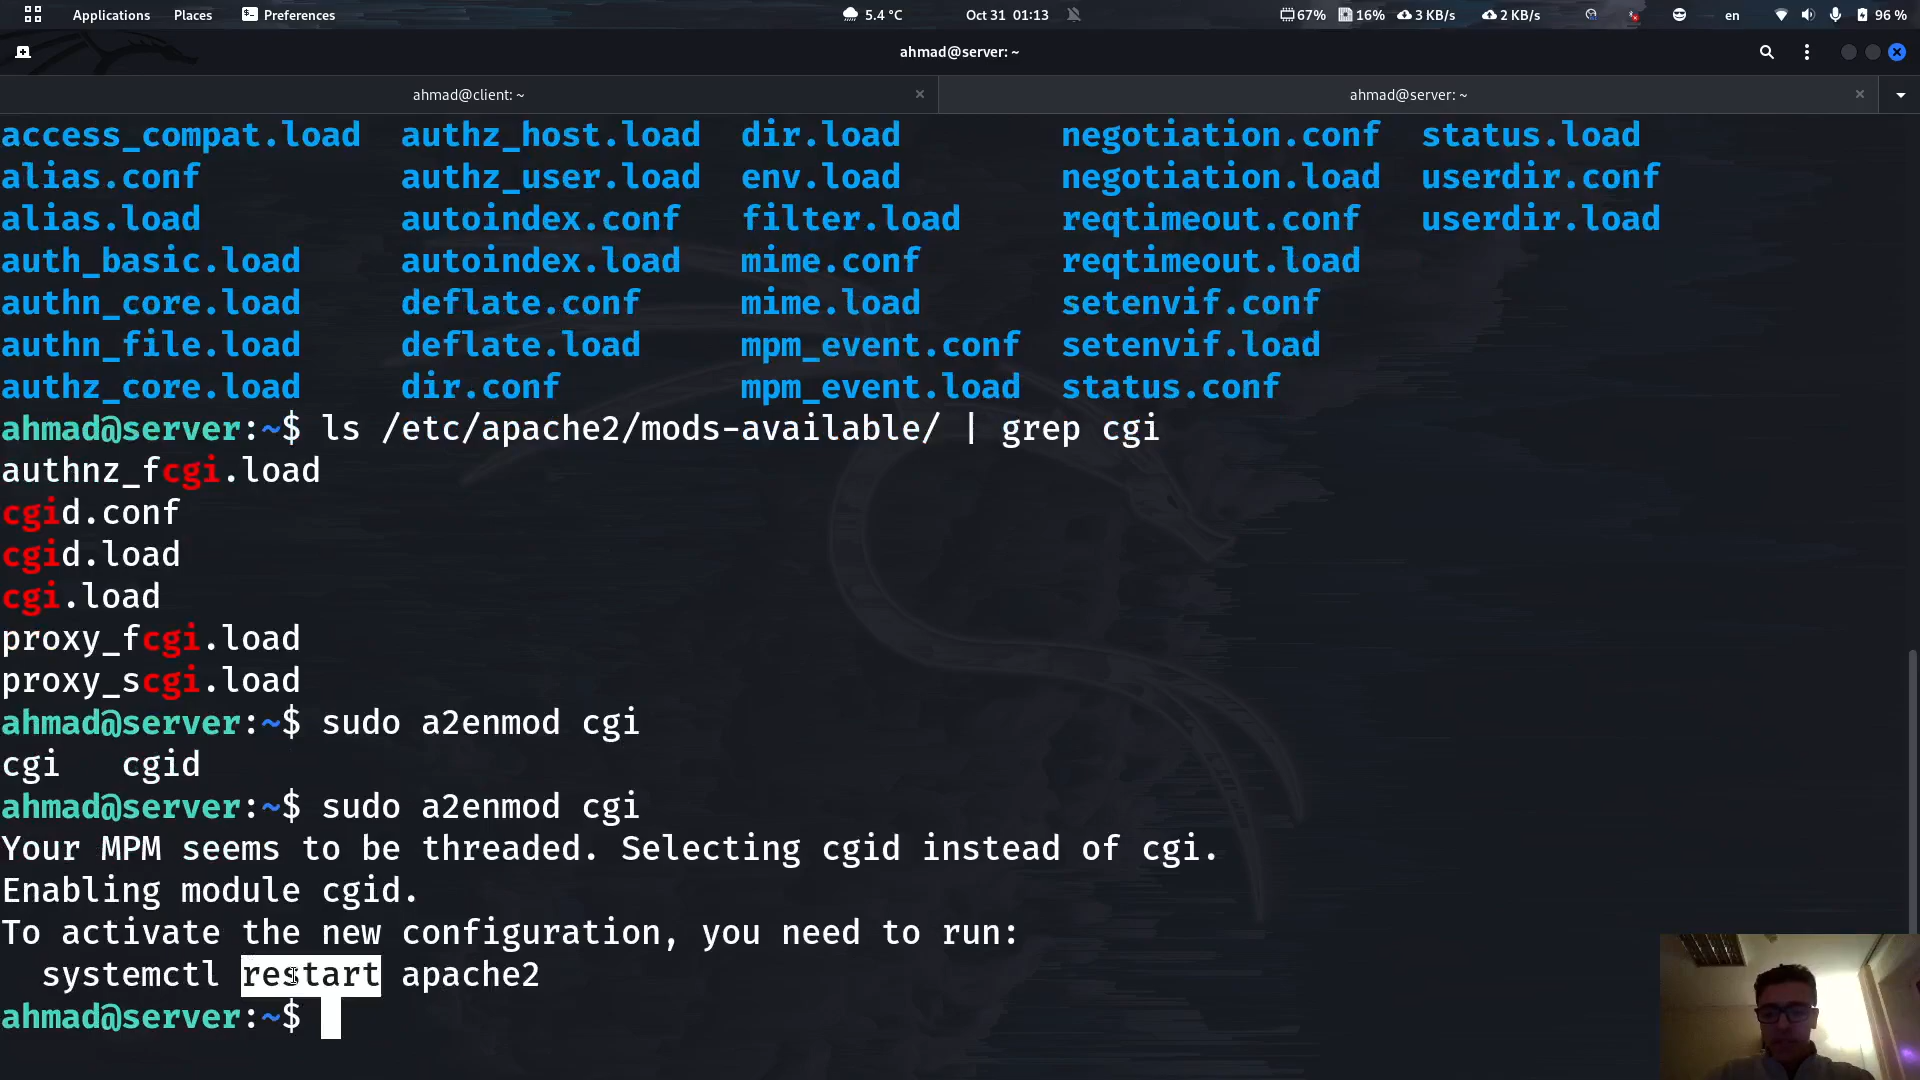 Applications Places Preferences 5.4 °C Oct 31 01:13 67% 16% 3 KB/s 2 KB/s en 96 %
ahmad@server: ~
ahmad@client: ~ ahmad@server: ~
access_compat.load authz_host.load dir.load negotiation.conf status.load
alias.conf authz_user.load env.load negotiation.load userdir.conf
alias.load autoindex.conf filter.load reqtimeout.conf userdir.load
auth_basic.load autoindex.load mime.conf reqtimeout.load
authn_core.load deflate.conf mime.load setenvif.conf
authn_file.load deflate.load mpm_event.conf setenvif.load
authz_core.load dir.conf mpm_event.load status.conf
ahmad@server:~$ ls /etc/apache2/mods-available/ | grep cgi
authnz_fcgi.load
cgid.conf
cgid.load
cgi.load
proxy_fcgi.load
proxy_scgi.load
ahmad@server:~$ sudo a2enmod cgi
cgi cgid
ahmad@server:~$ sudo a2enmod cgi
Your MPM seems to be threaded. Selecting cgid instead of cgi.
Enabling module cgid.
To activate the new configuration, you need to run:
systemctl restart apache2
ahmad@server:~$